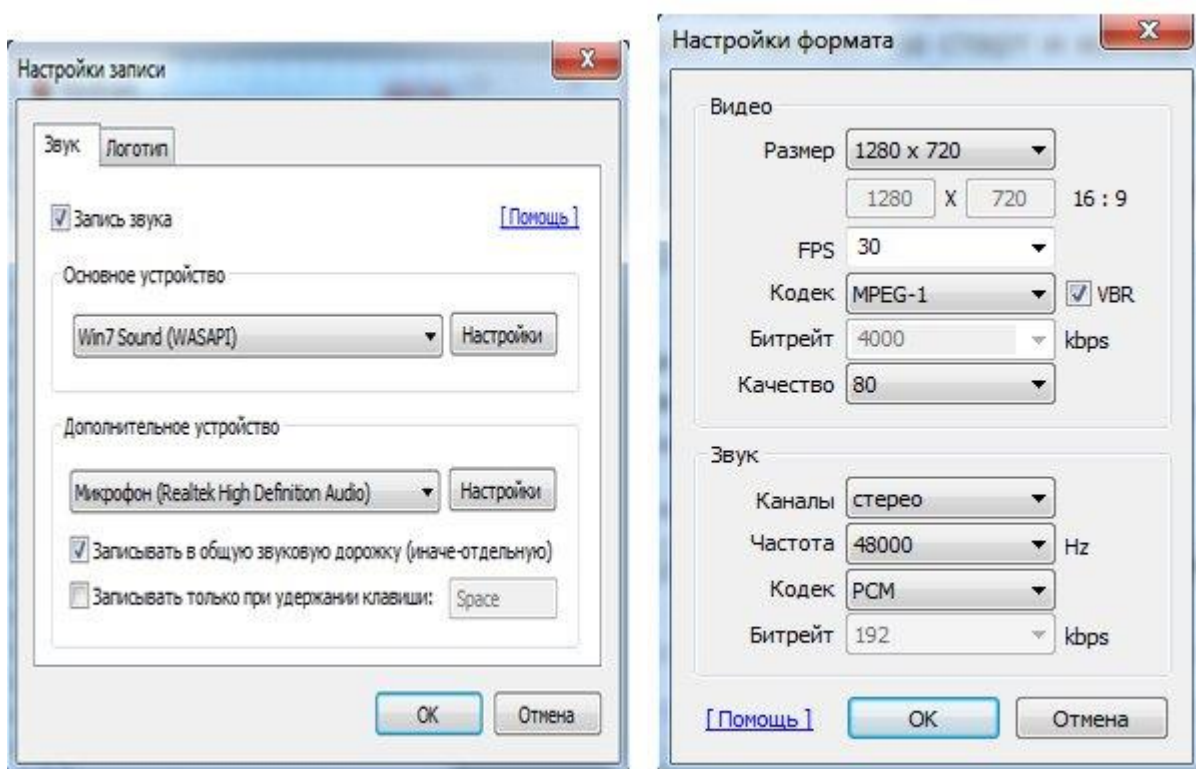 Настройки записи
X
Звук
Логотип
Запись звука
[ Помощь ]
Основное устройство
Win7 Sound (WASAPI)
Настройки
Дополнительное устройство
Микрофон (Realtek High Definition Audio)
Настройки
Записывать в общую звуковую дорожку (иначе-отдельную)
Записывать только при удержании клавиши: Space
OK
Отмена
Настройки формата
X
Видео
Размер 1280 x 720
1280 X 720 16 : 9
FPS 30
Кодек MPEG-1 VBR
Битрейт 4000 kbps
Качество 80
Звук
Каналы стерео
Частота 48000 Hz
Кодек PCM
Битрейт 192 kbps
[ Помощь ] OK Отмена